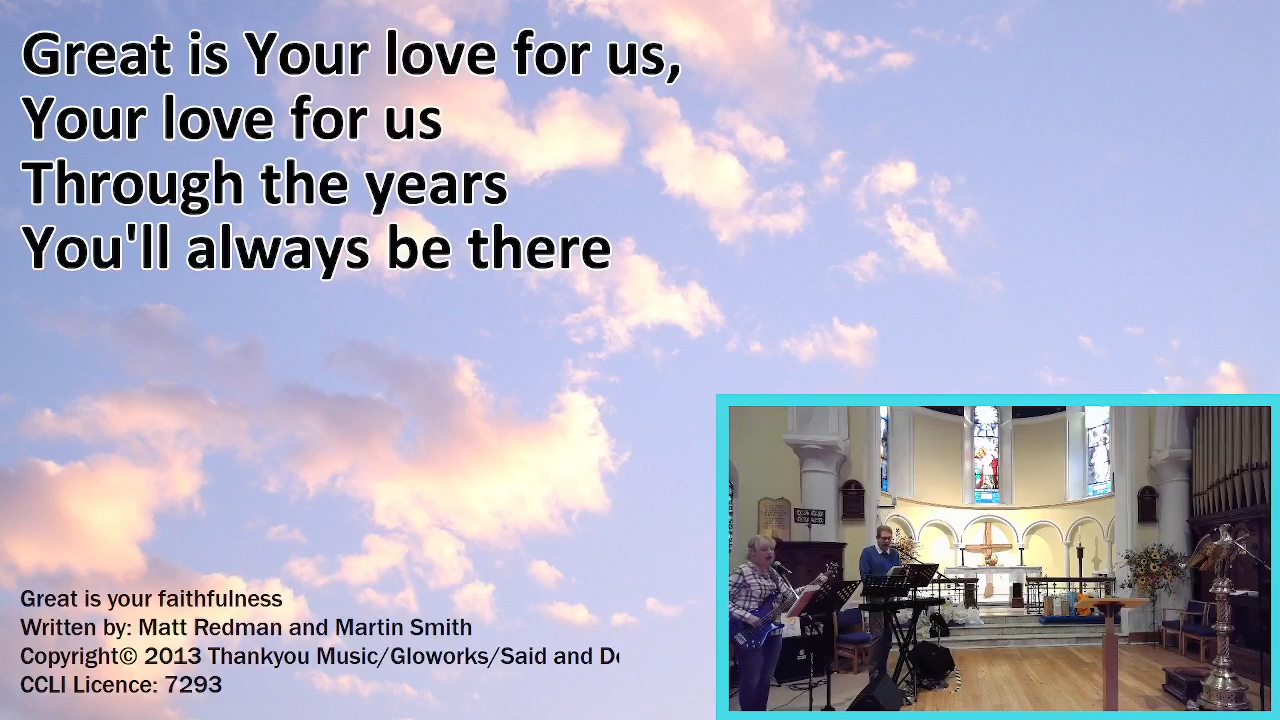 Great is Your love for us,
Your love for us
Through the years
You'll always be there
Great is your faithfulness
Written by: Matt Redman and Martin Smith
Copyright© 2013 Thankyou Music/Gloworks/Said and
CCLI Licence: 7293